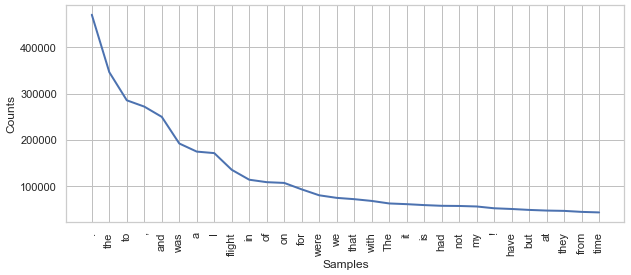 400000
300000
200000
100000
Counts
.
the
to
,
and
was
a
I
flight
in
of
on
for
were
we
that
with
The
it
is
had
not
my
!
have
but
at
they
from
time
Samples